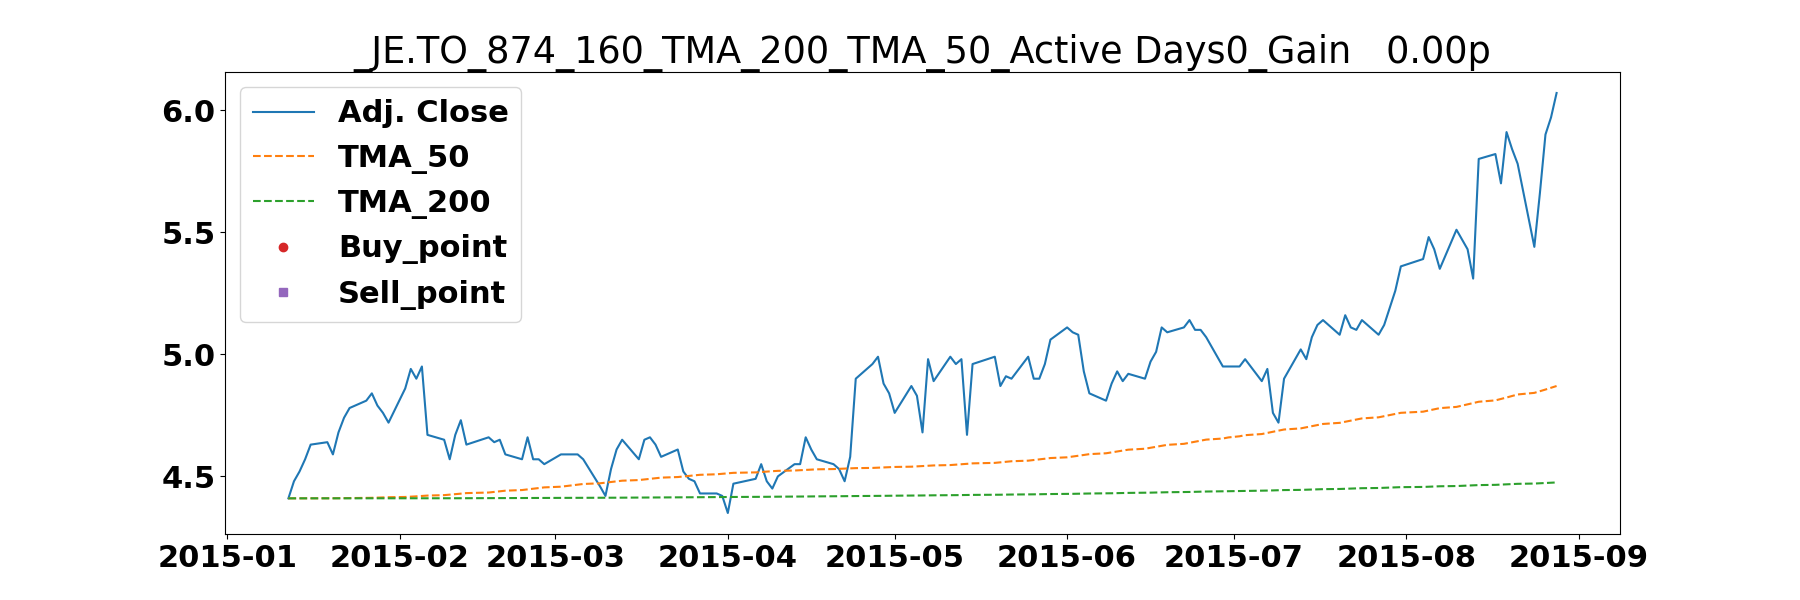 _JE.TO_874_160_TMA_200_TMA_50_Active Days0_Gain   0.00p
6.0
5.5
5.0
4.5
Adj. Close
TMA_50
TMA_200
Buy_point
Sell_point
2015-01 2015-02 2015-03 2015-04 2015-05 2015-06 2015-07 2015-08 2015-09